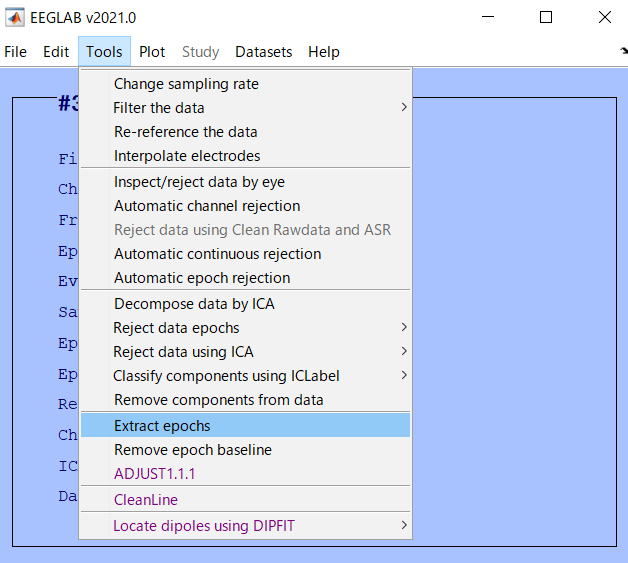 EEGLAB v2021.0
File Edit Tools Plot Study Datasets Help
#3
Change sampling rate
Filter the data
Re-reference the data
Fi
Interpolate electrodes
Inspect/reject data by eye
Ch
Automatic channel rejection
Fr
Reject data using Clean Rawdata and ASR
Ep
Automatic continuous rejection
Ev
Automatic epoch rejection
Decompose data by ICA
Sa
Reject data epochs
Ep
Reject data using ICA
Ep
Classify components using ICLabel
Re
Remove components from data
Extract epochs
Ch
Remove epoch baseline
IC
ADJUST1.1.1
Da
CleanLine
Locate dipoles using DIPFIT